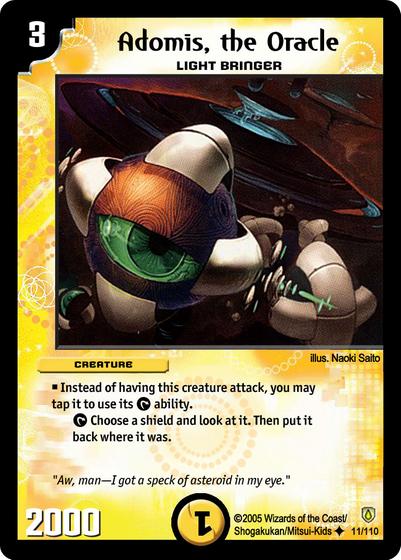 3
Adomis, the Oracle
LIGHT BRINGER
illus. Naoki Saito
CREATURE
▪ Instead of having this creature attack, you may
tap it to use its ability.
Choose a shield and look at it. Then put it
back where it was.
"Aw, man—I got a speck of asteroid in my eye."
2000
©2005 Wizards of the Coast/
Shogakukan/Mitsui-Kids ✦ 11/110